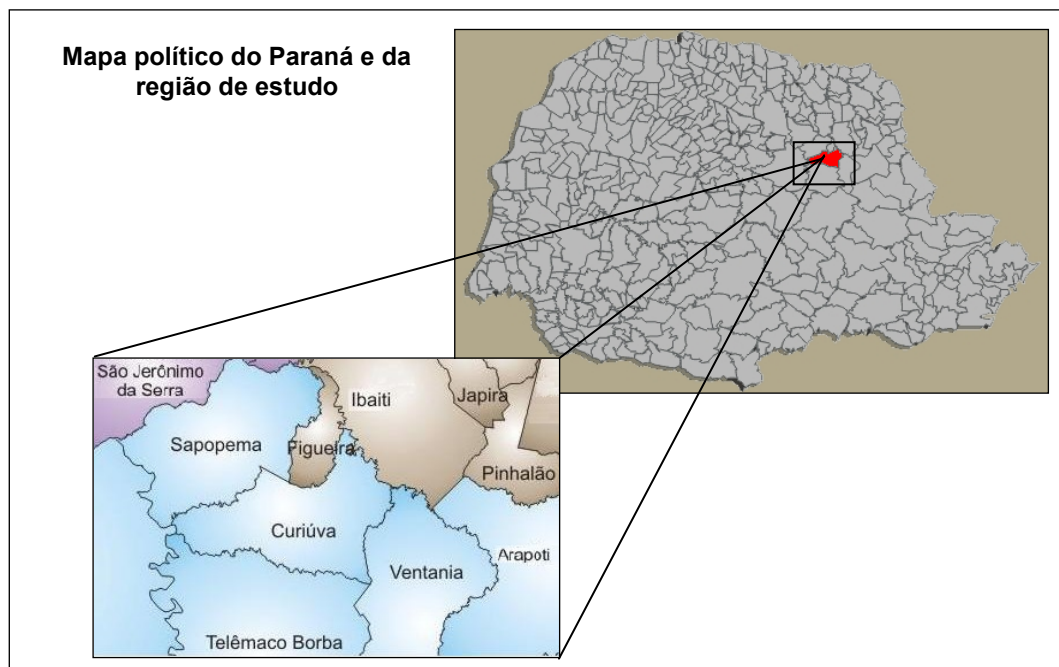 Mapa político do Paraná e da
região de estudo
São Jerônimo
da Serra
Ibaiti
Japira
Sapopema
Figueira
Pinhalão
Curiúva
Arapoti
Ventania
Telêmaco Borba